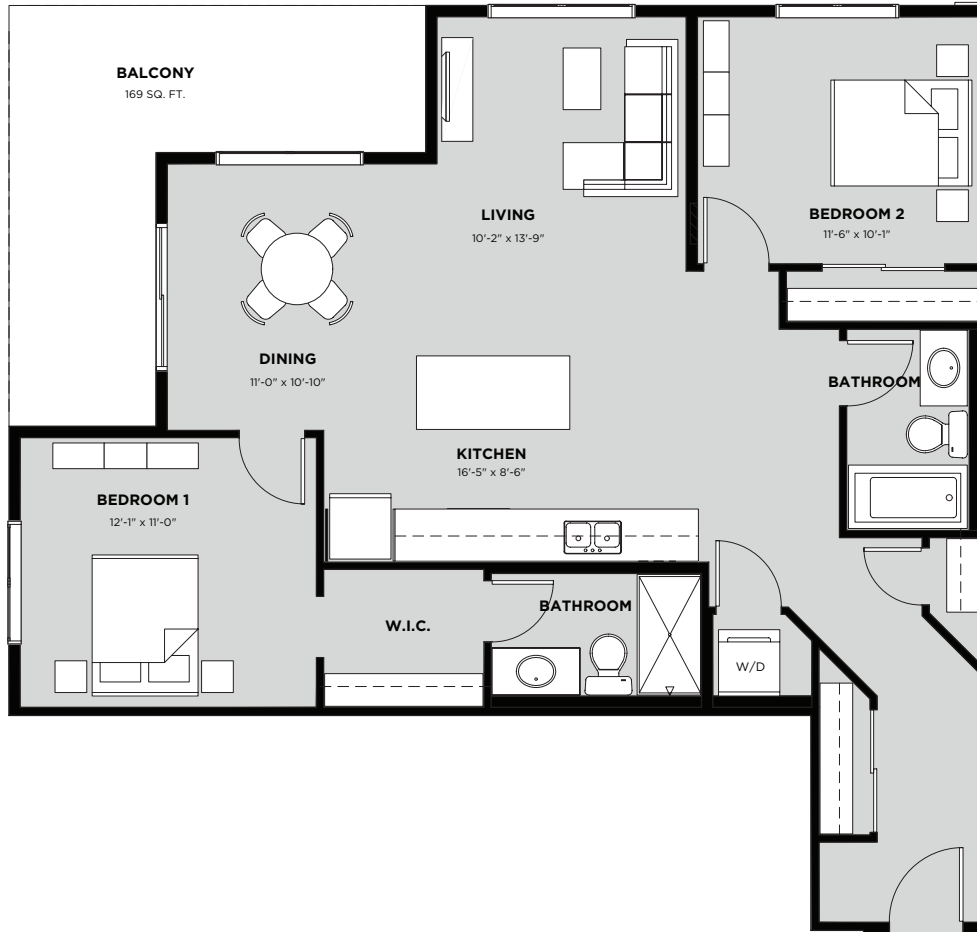 BALCONY
169 SQ. FT.
LIVING
10'-2" x 13'-9"
BEDROOM 2
11'-6" x 10'-1"
DINING
11'-0" x 10'-10"
BATHROOM
KITCHEN
16'-5" x 8'-6"
BEDROOM 1
12'-1" x 11'-0"
W.I.C.
BATHROOM
W/D